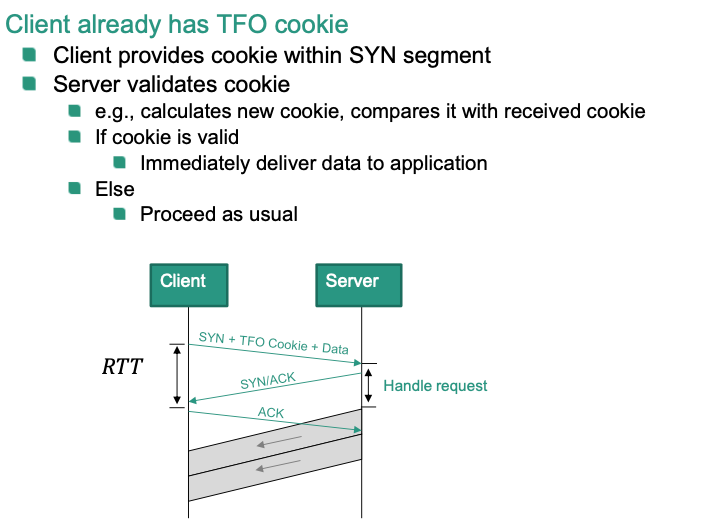 Client already has TFO cookie
Client provides cookie within SYN segment
Server validates cookie
e.g., calculates new cookie, compares it with received cookie
If cookie is valid
Immediately deliver data to application
Else
Proceed as usual
Client
Server
SYN + TFO Cookie + Data
RTT
SYN/ACK
Handle request
ACK